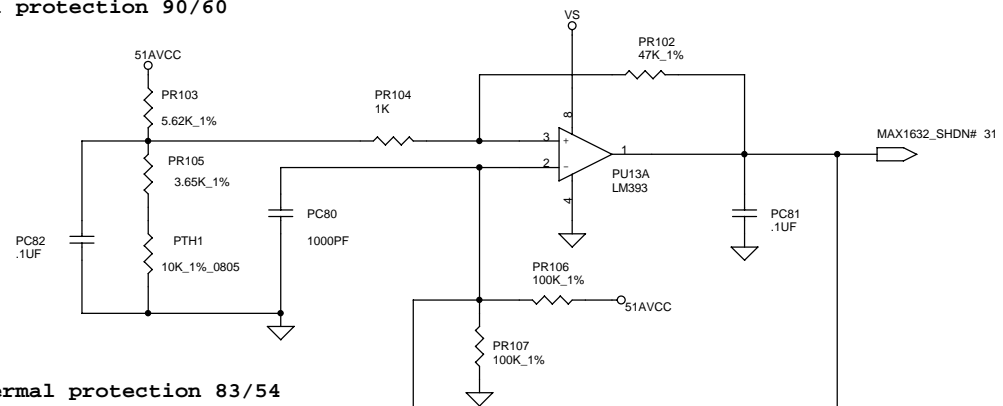 protection 90/60
VS
51AVCC
PR102
47K_1%
PR103
5.62K_1%
PR104
1K
8
3
+
2
-
1
4
PU13A
LM393
MAX1632_SHDN# 31
PR105
3.65K_1%
PC82
.1UF
PTH1
10K_1%_0805
PC80
1000PF
PC81
.1UF
PR106
100K_1%
51AVCC
PR107
100K_1%
ermal protection 83/54